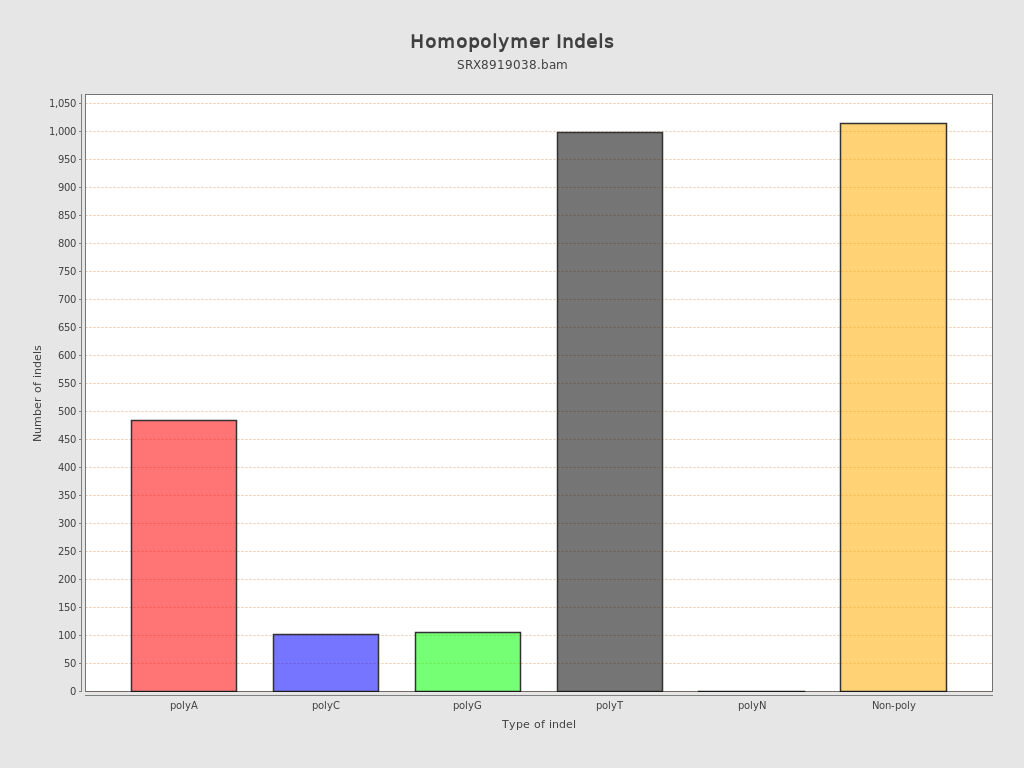 Homopolymer Indels
SRX8919038.bam
1,050
1,000
950
900
850
800
750
700
650
600
550
500
450
400
350
300
250
200
150
100
50
0
Number of indels
polyA
polyC
polyG
polyT
polyN
Non-poly
Type of indel